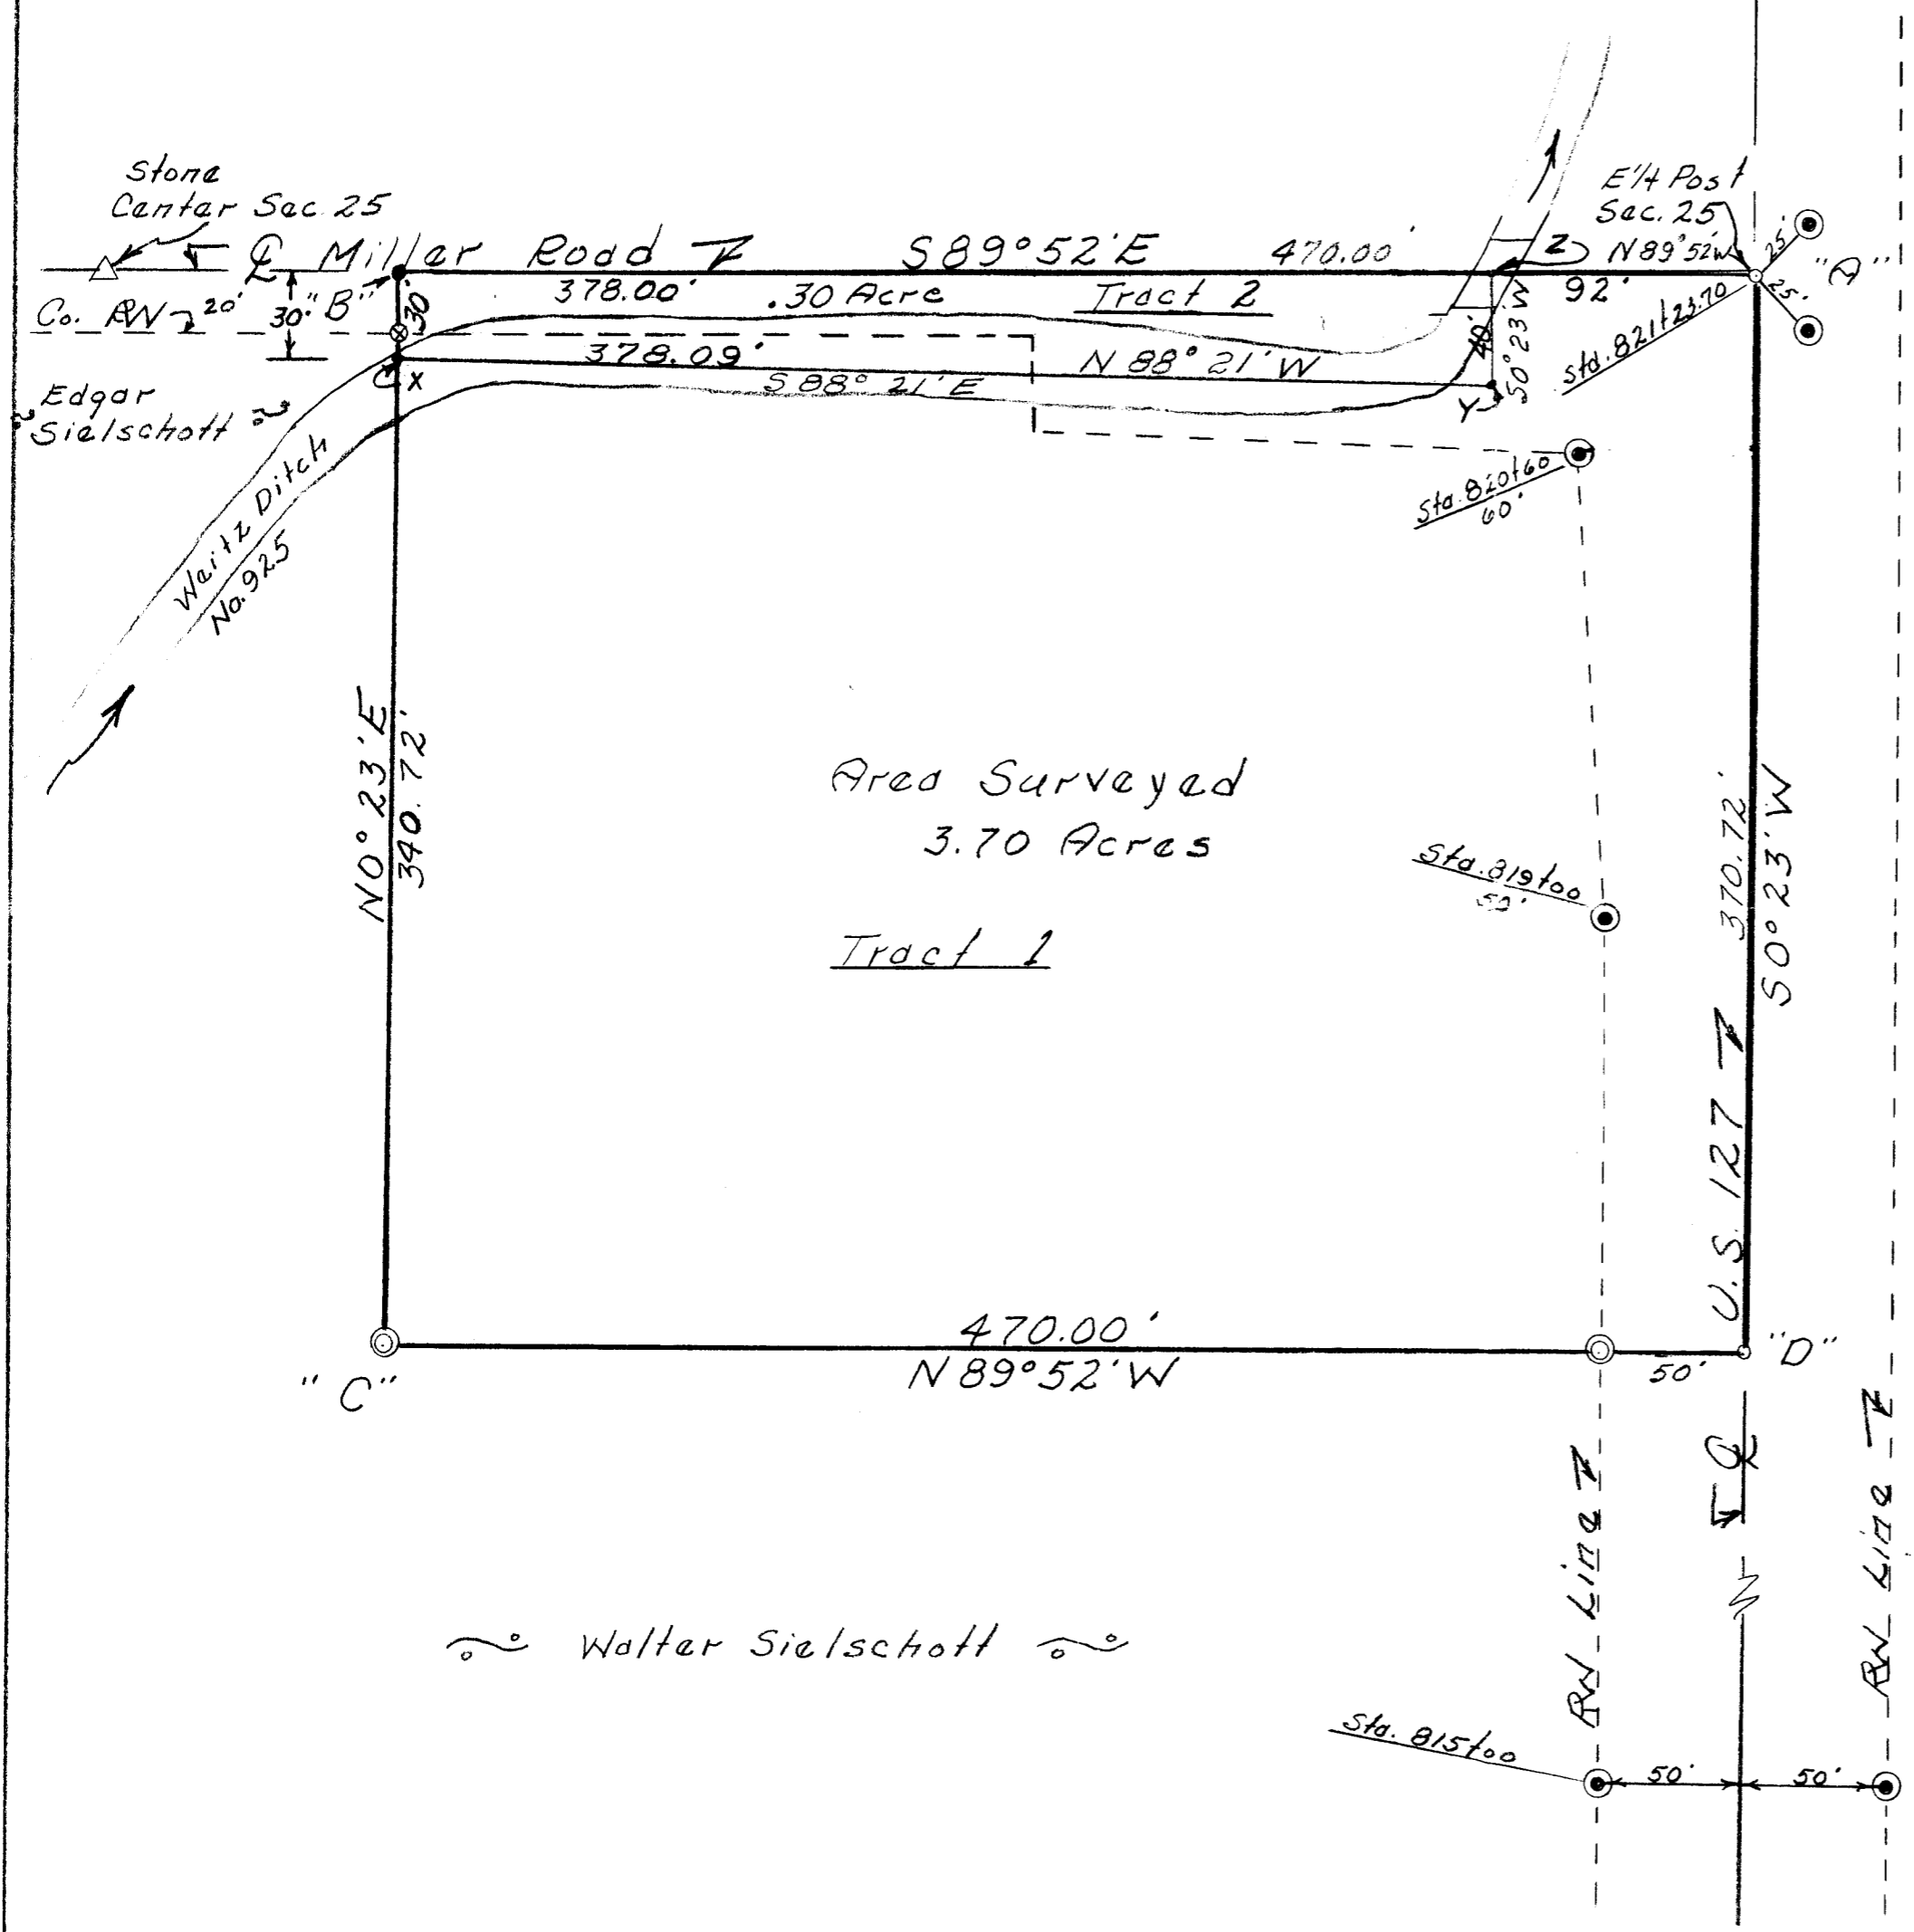 Stone
Center Sec. 25
℄ Miller Road
S89°52'E 470.00'
E1/4 Post
Sec. 25
Z N89°52'W
25'
"A"
25'
Co. R/W 20'
30'
"B"
30'
378.00' .30 Acre Tract 2
92'
Sta. 821+23.70
378.09'
N 88° 21' W
S 88° 21' E
40'
S0°23'W
X
Y
Edgar
Sielschott
Waitz Ditch
No. 925
Sta. 820+60
60'
N0°23'E
340.72'
Area Surveyed
3.70 Acres
Tract 1
Sta. 819+00
50'
370.72'
S0°23'W
U.S. 127
470.00'
N89°52'W
50'
"C"
"D"
℄
R/W Line
R/W Line
Walter Sielschott
Sta. 815+00
50'
50'